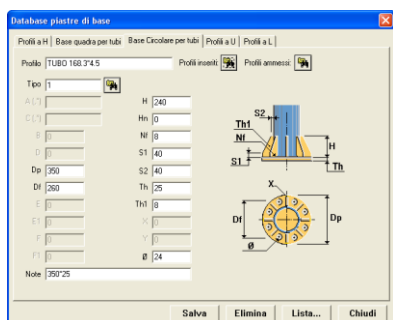 Database piastre di base
Profili a H Base quadra per tubi Base Circolare per tubi Profili a U Profili a L
Profilo TUBO 168.3*4.5 Profili inseriti: Profili ammessi:
Tipo 1
A (.°) H 240
C (.°) Hn 0
B 0 Nf 8
D 0 S1 40
Dp 350 S2 40
Df 260 Th 25
E 0 Th1 8
E1 0 X 0
F 0 Y 0
F1 0 Ø 24
Note 350*25
S2
Th1
Nf
H
S1
Th
X
Df
Dp
Ø
Salva Elimina Lista... Chiudi